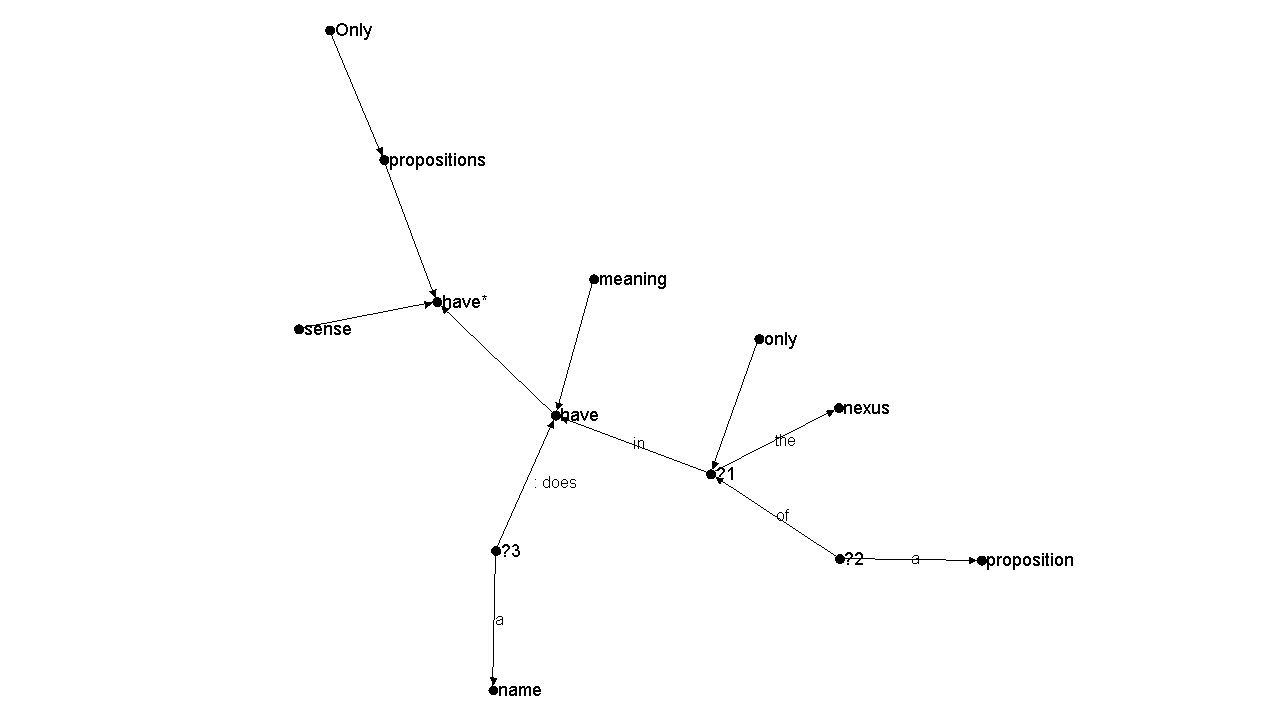 Only
propositions
meaning
have*
sense
only
nexus
have
the
in
?1
: does
of
?3
?2
a
proposition
a
name